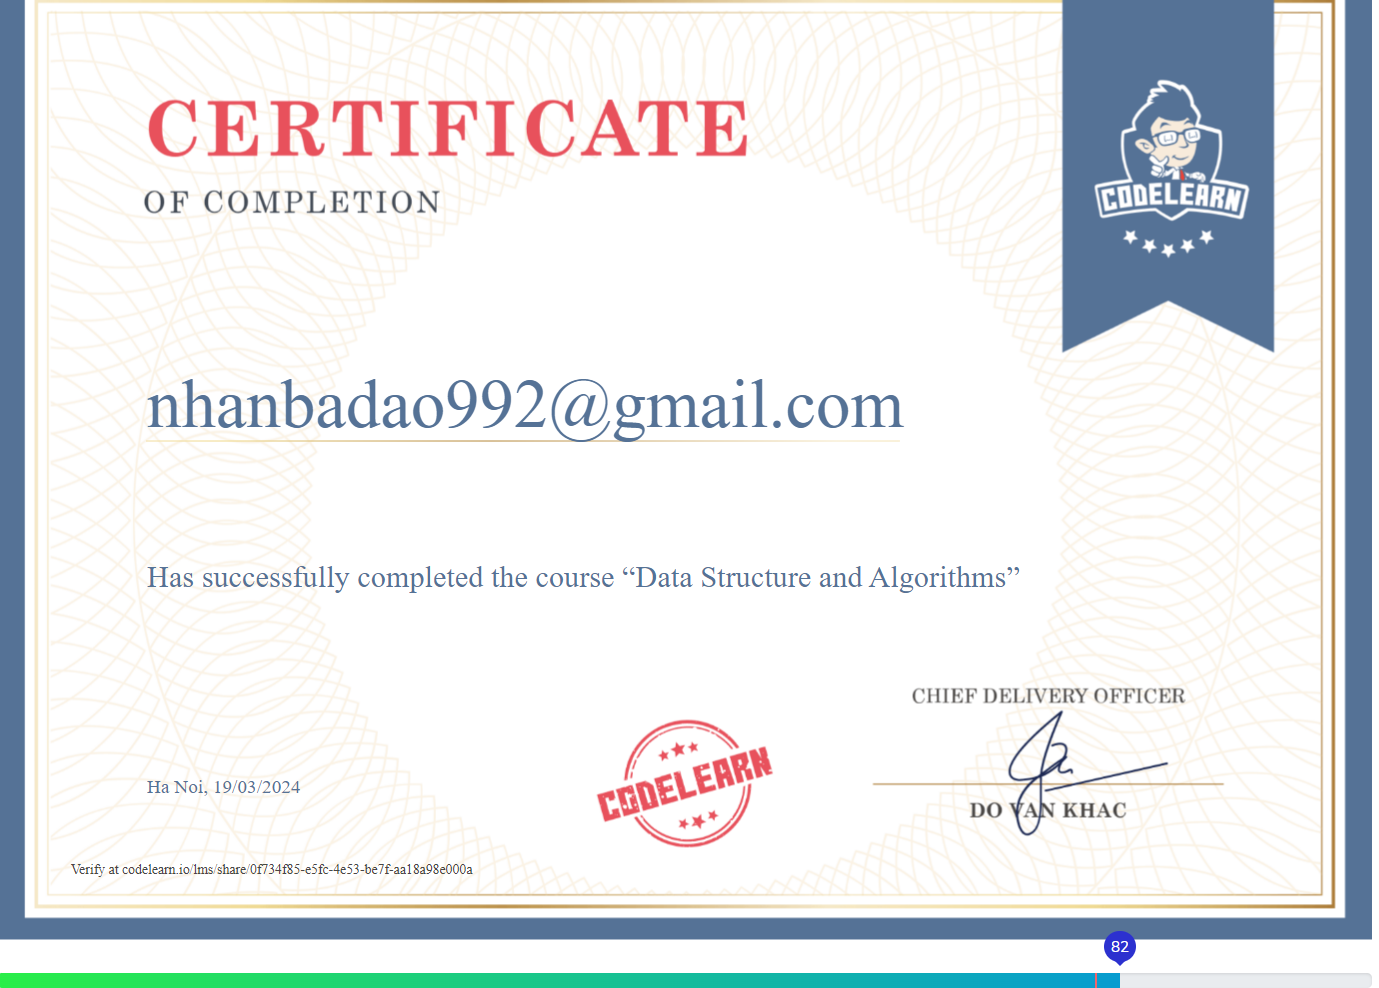 CERTIFICATE
OF COMPLETION
CODELEARN
nhanbadao992@gmail.com
Has successfully completed the course “Data Structure and Algorithms”
CHIEF DELIVERY OFFICER
CODELEARN
Ha Noi, 19/03/2024
DO VAN KHAC
Verify at codelearn.io/lms/share/0f734f85-e5fc-4e53-be7f-aa18a98e000a
82